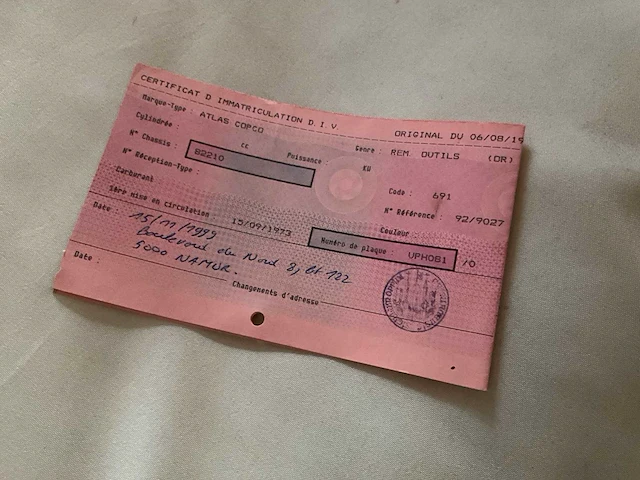 CERTIFICAT D IMMATRICULATION D.I.V.
ORIGINAL DU 06/08/19
Marque-Type : ATLAS COPCO
Genre : REM. OUTILS (OR)
Cylindrée : CC
Puissance : KW
N° Chassis : B2210
Code : 691
N° Réception-Type :
N° Référence : 92/9027
Carburant
Couleur :
1ère mise en circulation 15/09/1973
Numéro de plaque : UPH081 /0
Date 15/11/1999
Boulevard du Nord 8, Bt 122
5000 NAMUR.
Date :
Changements d'adresse